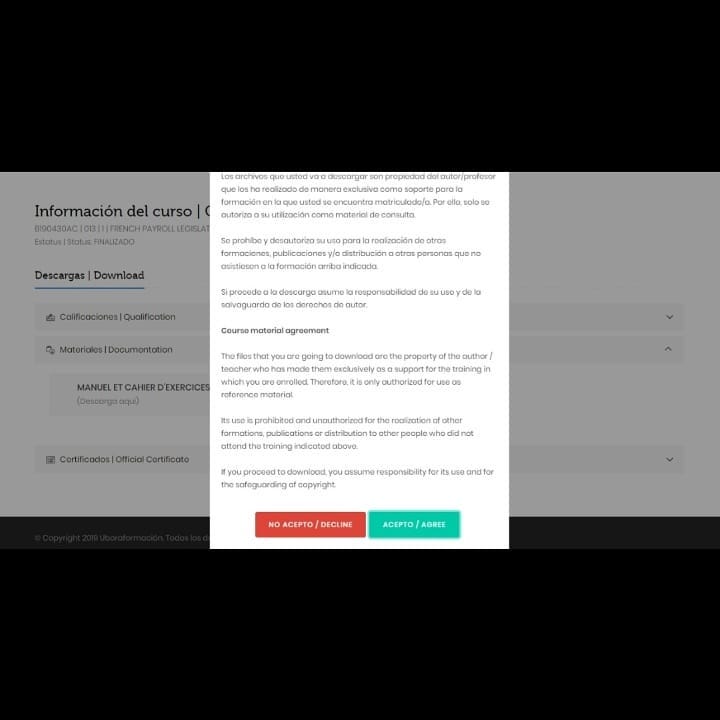 Los archivos que usted va a descargar son propiedad del autor/profesor
que los ha realizado de manera exclusiva como soporte para la
formación en la que usted se encuentra matriculado/a. Por ello, solo se
autoriza a su utilización como material de consulta.
Se prohíbe y desautoriza su uso para la realización de otras
formaciones, publicaciones y/o distribución a otras personas que no
asistiesen a la formación arriba indicada.
Si procede a la descarga asume la responsabilidad de su uso y de la
salvaguarda de los derechos de autor.
Course material agreement
The files that you are going to download are the property of the author /
teacher who has made them exclusively as a support for the training in
which you are enrolled. Therefore, it is only authorized for use as
reference material.
Its use is prohibited and unauthorized for the realization of other
formations, publications or distribution to other people who did not
attend the training indicated above.
If you proceed to download, you assume responsibility for its use and for
the safeguarding of copyright.
NO ACEPTO / DECLINE
ACEPTO / AGREE
Información del curso |
B190430AC | 013 | 1 | FRENCH PAYROLL LEGISLAT
Estatus | Status: FINALIZADO
Descargas | Download
Calificaciones | Qualification
Materiales | Documentation
MANUEL ET CAHIER D'EXERCICES
(Descarga aquí)
Certificados | Official Certificate
© Copyright 2019 Uboraformación. Todos los d